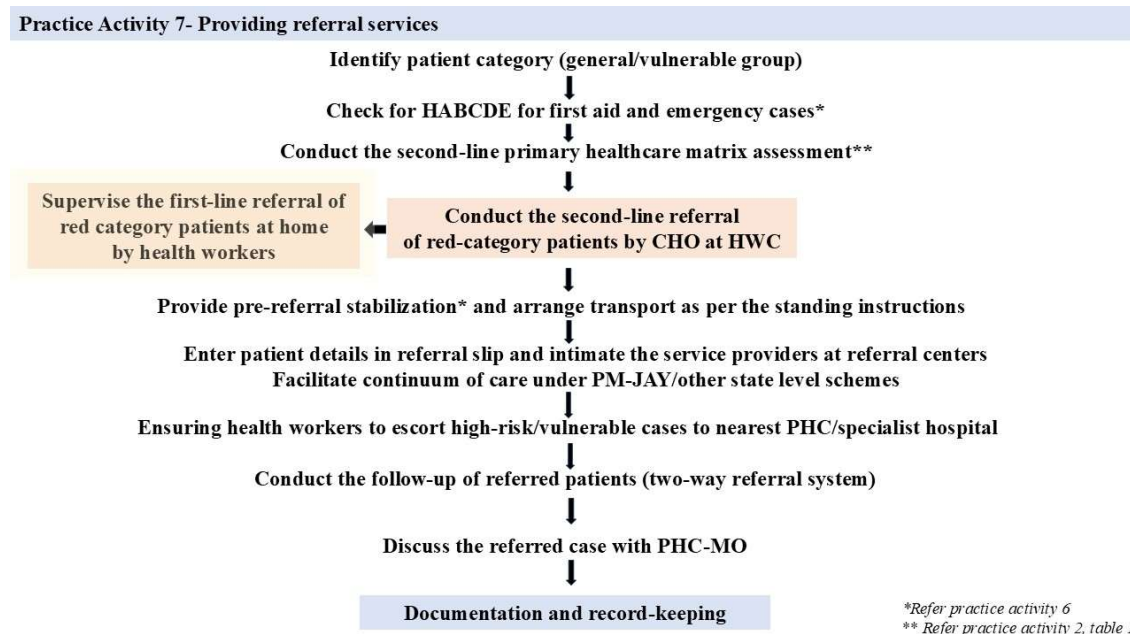 Practice Activity 7- Providing referral services
Identify patient category (general/vulnerable group)
Check for HABCDE for first aid and emergency cases*
Conduct the second-line primary healthcare matrix assessment**
Supervise the first-line referral of
red category patients at home
by health workers
Conduct the second-line referral
of red-category patients by CHO at HWC
Provide pre-referral stabilization* and arrange transport as per the standing instructions
Enter patient details in referral slip and intimate the service providers at referral centers
Facilitate continuum of care under PM-JAY/other state level schemes
Ensuring health workers to escort high-risk/vulnerable cases to nearest PHC/specialist hospital
Conduct the follow-up of referred patients (two-way referral system)
Discuss the referred case with PHC-MO
Documentation and record-keeping
*Refer practice activity 6
** Refer practice activity 2, table